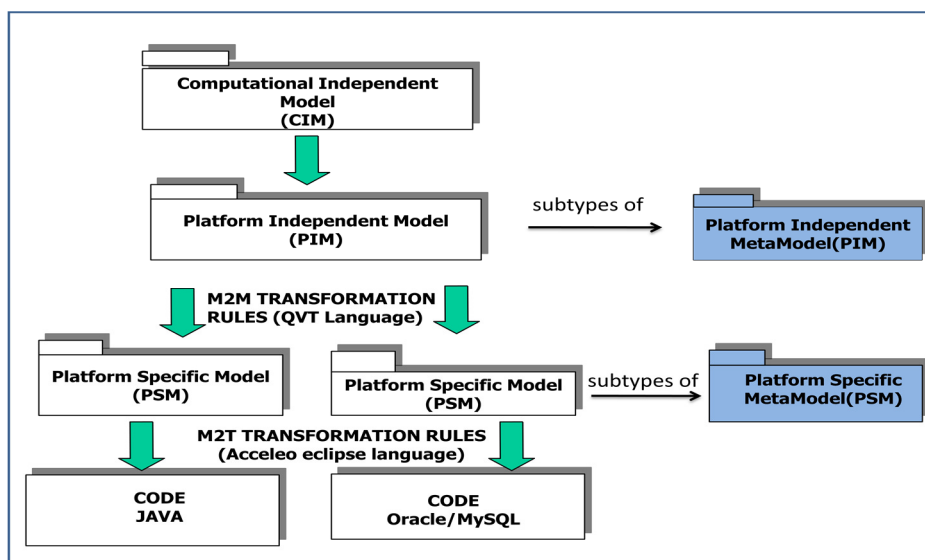 Computational Independent
Model
(CIM)
Platform Independent Model
(PIM)
subtypes of
Platform Independent
MetaModel(PIM)
M2M TRANSFORMATION
RULES (QVT Language)
Platform Specific Model
(PSM)
Platform Specific Model
(PSM)
subtypes of
Platform Specific
MetaModel(PSM)
M2T TRANSFORMATION RULES
(Acceleo eclipse language)
CODE
JAVA
CODE
Oracle/MySQL